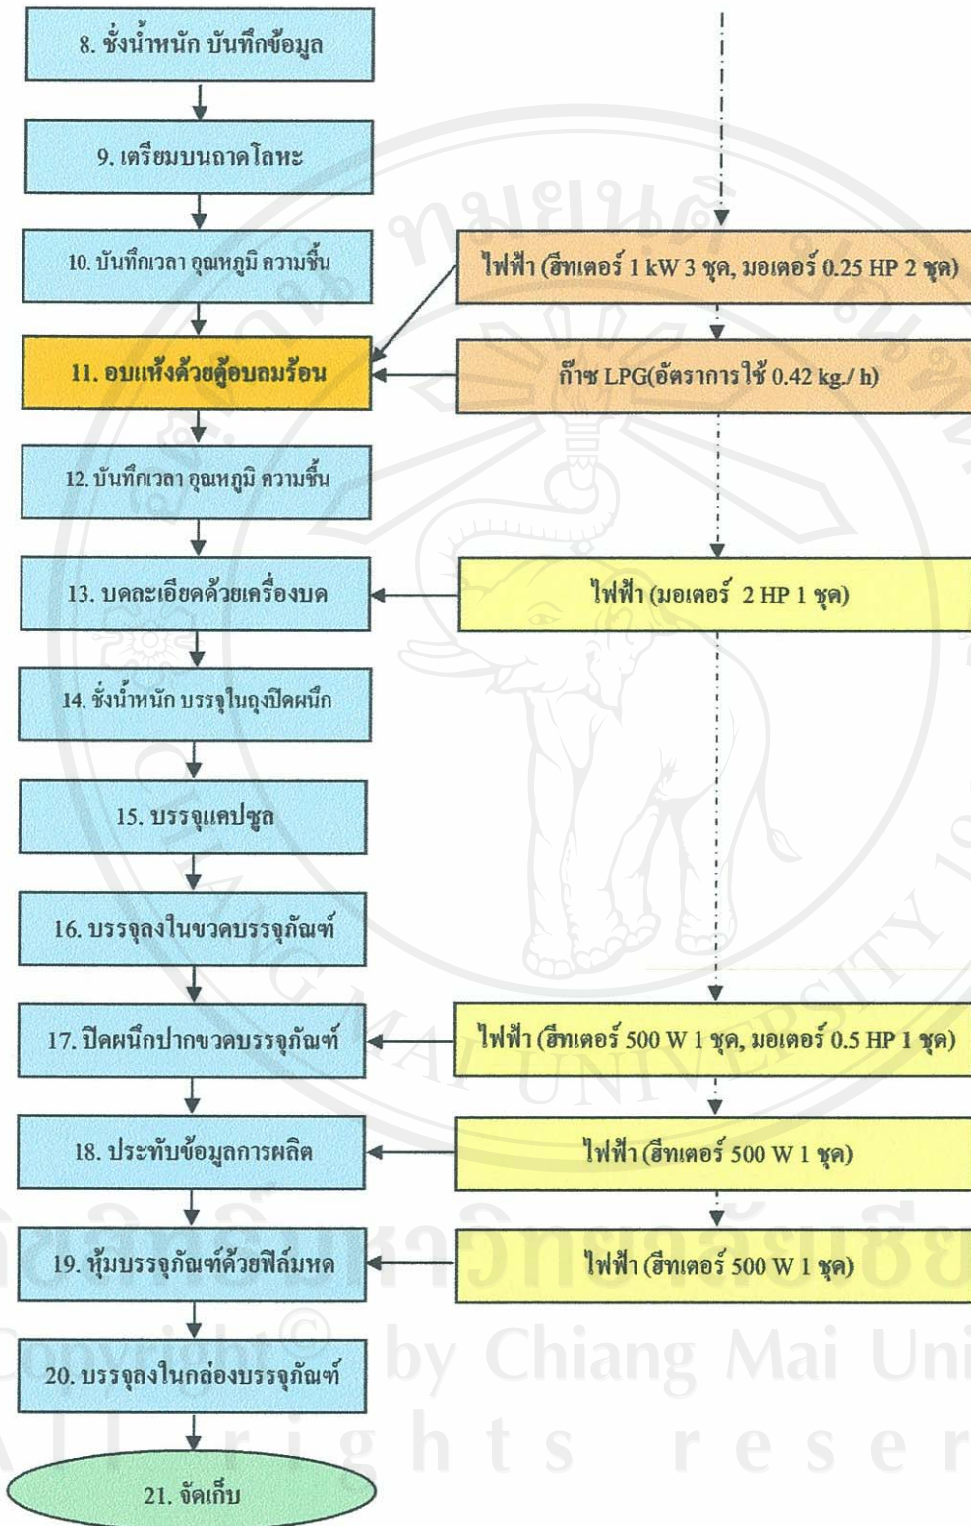 8. ชั่งน้ำหนัก บันทึกข้อมูล
9. เตรียมบนถาดโลหะ
10. บันทึกเวลา อุณหภูมิ ความชื้น
ไฟฟ้า (ฮีทเตอร์ 1 kW 3 ชุด, มอเตอร์ 0.25 HP 2 ชุด)
11. อบแห้งด้วยตู้อบลมร้อน
ก๊าซ LPG(อัตราการใช้ 0.42 kg./ h)
12. บันทึกเวลา อุณหภูมิ ความชื้น
13. บดละเอียดด้วยเครื่องบด
ไฟฟ้า (มอเตอร์ 2 HP 1 ชุด)
14. ชั่งน้ำหนัก บรรจุในถุงปิดผนึก
15. บรรจุแคปซูล
16. บรรจุลงในขวดบรรจุภัณฑ์
17. ปิดผนึกปากขวดบรรจุภัณฑ์
ไฟฟ้า (ฮีทเตอร์ 500 W 1 ชุด, มอเตอร์ 0.5 HP 1 ชุด)
18. ประทับข้อมูลการผลิต
ไฟฟ้า (ฮีทเตอร์ 500 W 1 ชุด)
19. หุ้มบรรจุภัณฑ์ด้วยฟิล์มหด
ไฟฟ้า (ฮีทเตอร์ 500 W 1 ชุด)
20. บรรจุลงในกล่องบรรจุภัณฑ์
21. จัดเก็บ
CHIANG MAI UNIVERSITY
Copyright© by Chiang Mai Uni
All rights reser